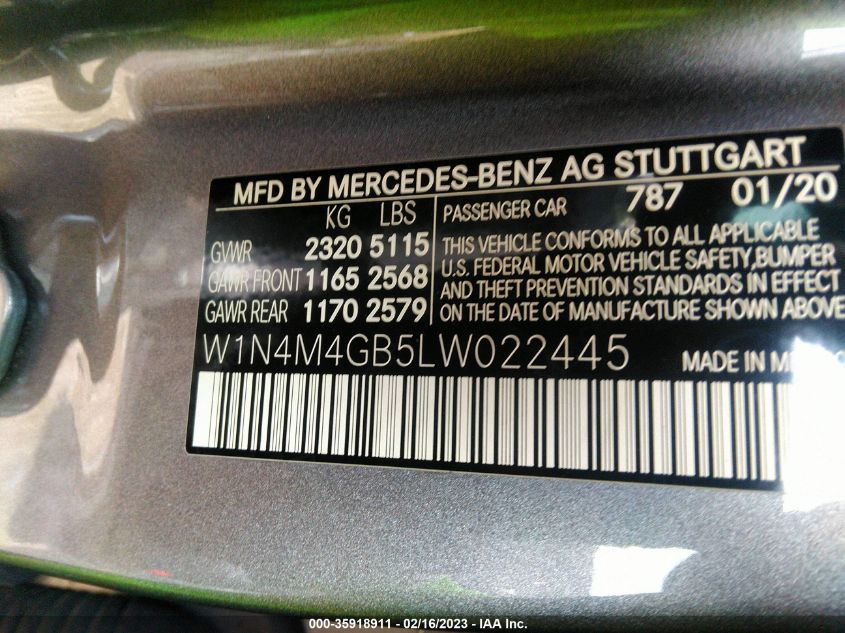 MFD BY MERCEDES-BENZ AG STUTTGART
KG LBS
GVWR 2320 5115
GAWR FRONT 1165 2568
GAWR REAR 1170 2579
PASSENGER CAR 787 01/20
THIS VEHICLE CONFORMS TO ALL APPLICABLE
U.S. FEDERAL MOTOR VEHICLE SAFETY,BUMPER
AND THEFT PREVENTION STANDARDS IN EFFECT
ON THE DATE OF MANUFACTURE SHOWN ABOVE
W1N4M4GB5LW022445
MADE IN
000-35918911 - 02/16/2023 - IAA Inc.